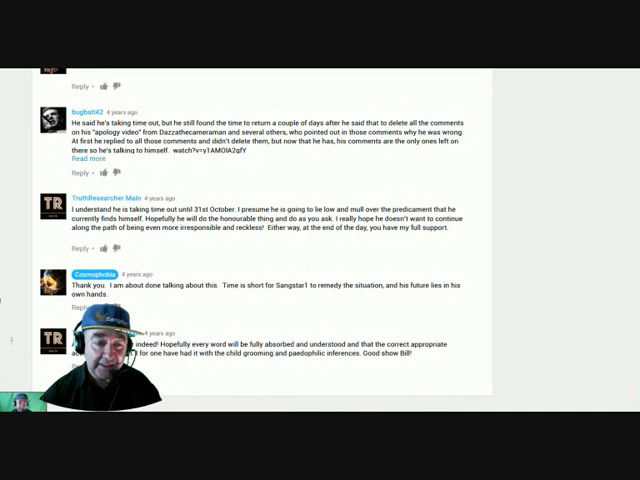 Reply
bugbait42 4 years ago
He said he's taking time out, but he still found the time to return a couple of days after he said that to delete all the comments
on his "apology video" from Dazzathecameraman and several others, who pointed out in those comments why he was wrong.
At first he replied to all those comments and didn't delete them, but now that he has, his comments are the only ones left on
there so he's talking to himself. watch?v=y1AMOlA2qfY
Read more
Reply
TR
TruthResearcher Main 4 years ago
I understand he is taking time out until 31st October. I presume he is going to lie low and mull over the predicament that he
currently finds himself. Hopefully he will do the honourable thing and do as you ask. I really hope he doesn't want to continue
along the path of being even more irresponsible and reckless! Either way, at the end of the day, you have my full support.
Reply
Cosmophobia 4 years ago
Thank you. I am about done talking about this. Time is short for Sangstar1 to remedy the situation, and his future lies in his
own hands.
TR
4 years ago
indeed! Hopefully every word will be fully absorbed and understood and that the correct appropriate
for one have had it with the child grooming and paedophilic inferences. Good show Bill!